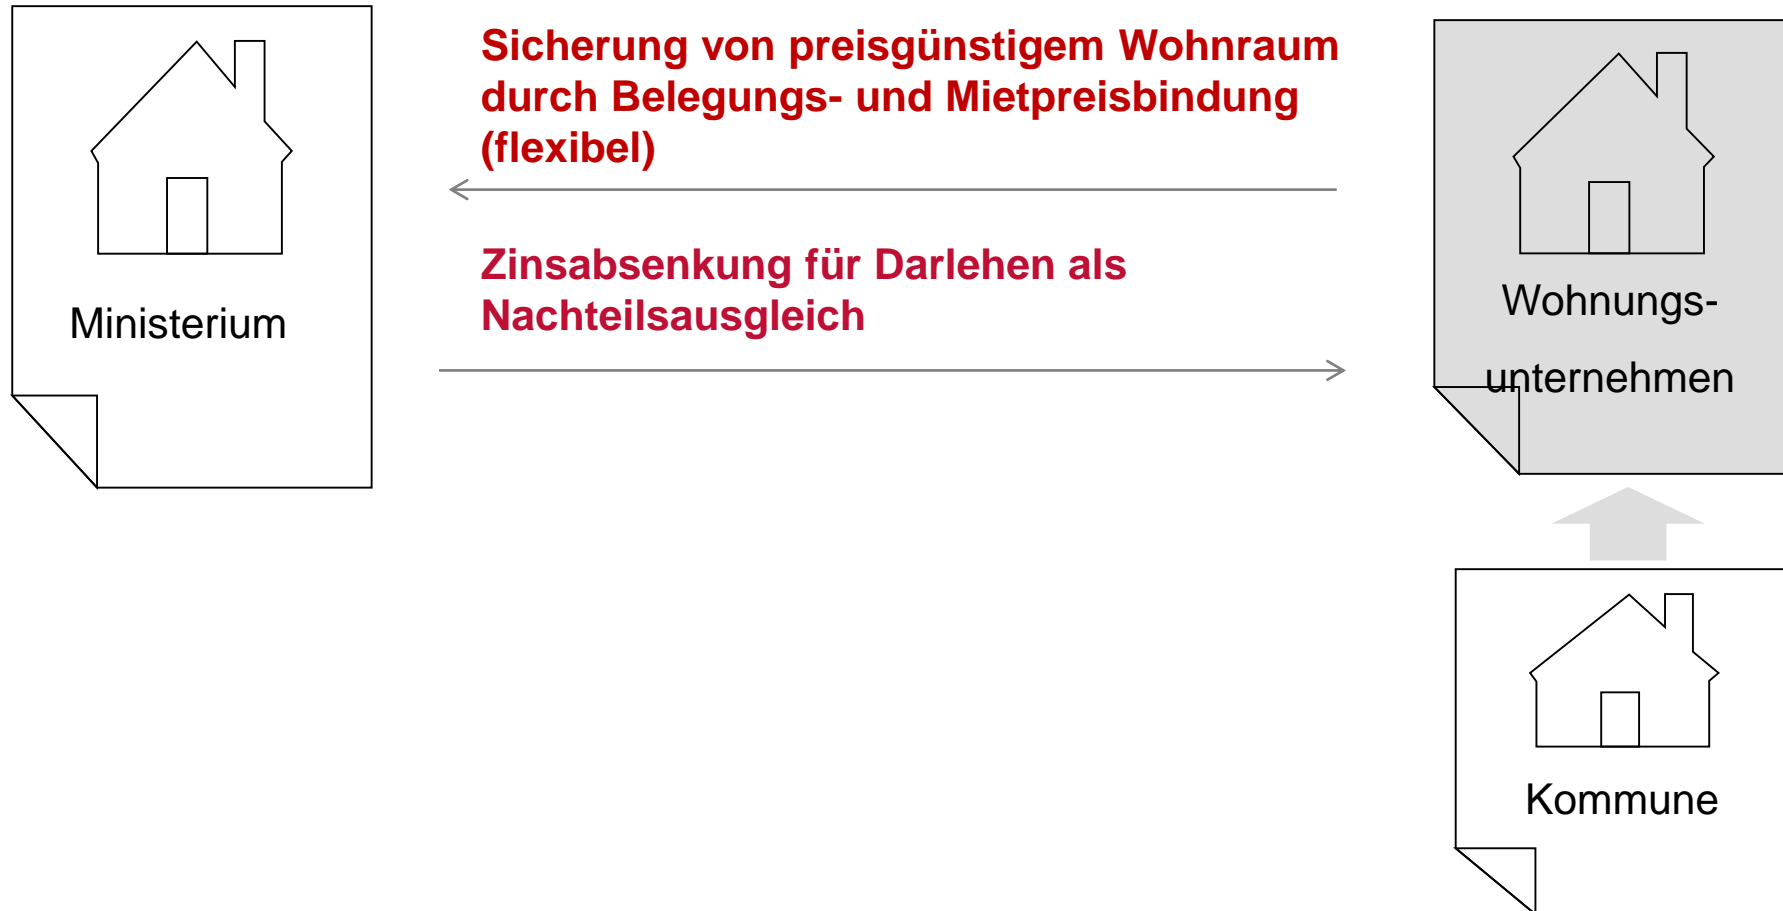 Sicherung von preisgünstigem Wohnraum
durch Belegungs- und Mietpreisbindung
(flexibel)
Zinsabsenkung für Darlehen als
Nachteilsausgleich
Ministerium
Wohnungs-
unternehmen
Kommune